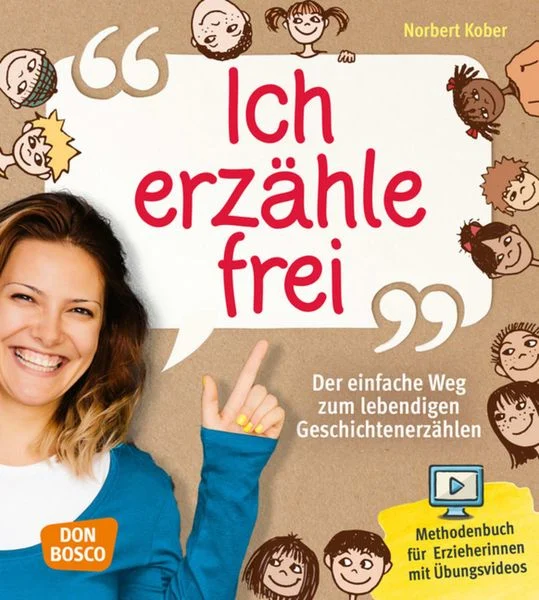 Norbert Kober
“
Ich
erzähle
frei
”
Der einfache Weg
zum lebendigen
Geschichtenerzählen
DON
BOSCO
Methodenbuch
für Erzieherinnen
mit Übungsvideos